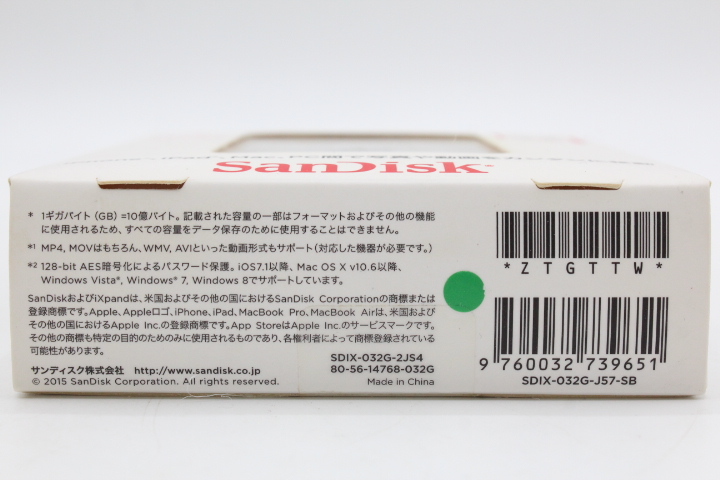 SanDisk
* 1ギガバイト (GB) =10億バイト。記載された容量の一部はフォーマットおよびその他の機能
に使用されるため、すべての容量をデータ保存のために使用することはできません。
*1 MP4, MOVはもちろん、WMV, AVIといった動画形式もサポート (対応した機器が必要です。)
*2 128-bit AES暗号化によるパスワード保護。iOS7.1以降、Mac OS X v10.6以降、
Windows Vista*, Windows* 7, Windows 8でサポートしています。
SanDiskおよびiXpandは、米国およびその他の国におけるSanDisk Corporationの商標または
登録商標です。Apple、Appleロゴ、iPhone、iPad、MacBook Pro、MacBook Airは、米国およ
びその他の国におけるApple Inc.の登録商標です。App StoreはApple Inc.のサービスマークです。
その他の商標も特定の目的のためのみに使用されるものであり、各権利者によって商標登録されている
可能性があります。
サンディスク株式会社 http://www.sandisk.co.jp
© 2015 SanDisk Corporation. All rights reserved.
SDIX-032G-2JS4
80-56-14768-032G
Made in China
*ZTGTTW*
9 760032 739651
SDIX-032G-J57-SB